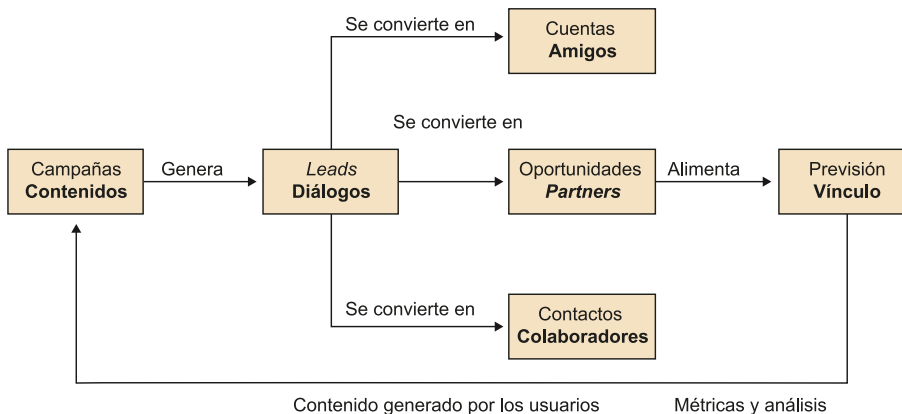 Se convierte en
Cuentas
Amigos
Se convierte en
Campañas
Contenidos
Genera
Leads
Diálogos
Oportunidades
Partners
Alimenta
Previsión
Vínculo
Se convierte en
Contactos
Colaboradores
Contenido generado por los usuarios
Métricas y análisis